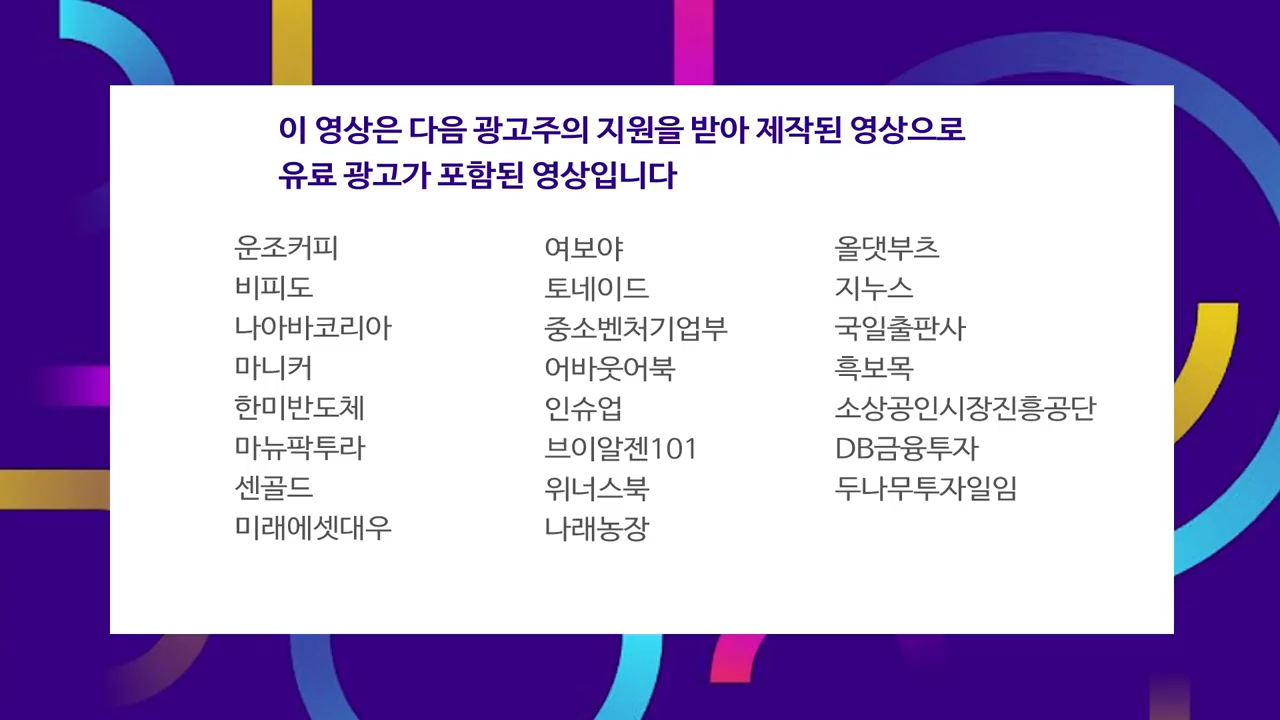 이 영상은 다음 광고주의 지원을 받아 제작된 영상으로
유료 광고가 포함된 영상입니다
운조커피
비피도
나아바코리아
마니커
한미반도체
마뉴팍투라
센골드
미래에셋대우
여보야
토네이드
중소벤처기업부
어바웃어북
인슈업
브이알젠101
위너스북
나래농장
올댓부츠
지누스
국일출판사
흑보목
소상공인시장진흥공단
DB금융투자
두나무투자일임